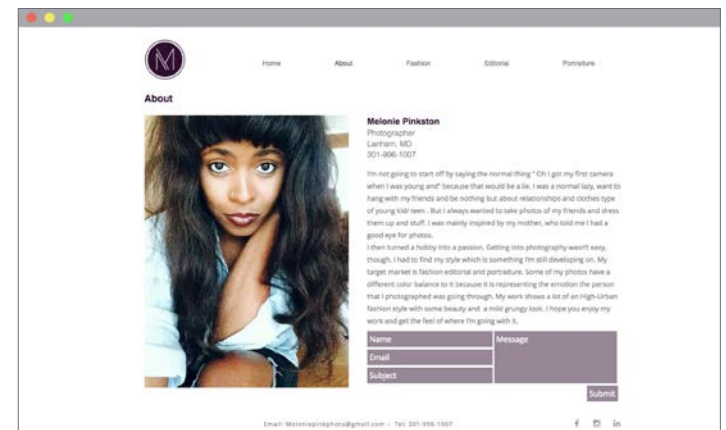 M
Home About Fashion Editorial Portraiture
About
Melonie Pinkston
Photographer
Lanham, MD
301-996-1007
I'm not going to start off by saying the normal thing " Oh I got my first camera
when I was young and" because that would be a lie. I was a normal lazy, want to
hang with my friends and be nothing but about relationships and clothes type
of young kid/ teen . But I always wanted to take photos of my friends and dress
them up and stuff. I was mainly inspired by my mother, who told me I had a
good eye for photos.
I then turned a hobby into a passion. Getting into photography wasn't easy,
though. I had to find my style which is something I'm still developing on. My
target market is fashion editorial and portraiture. Some of my photos have a
different color balance to it because it is representing the emotion the person
that I photographed was going through. My work shows a lot of an High-Urban
fashion style with some beauty and a mild grungy look. I hope you enjoy my
work and get the feel of where I'm going with it.
Name Message
Email
Subject
Submit
Email: Meloniepinkphoto@gmail.com - Tel: 301-996-1007